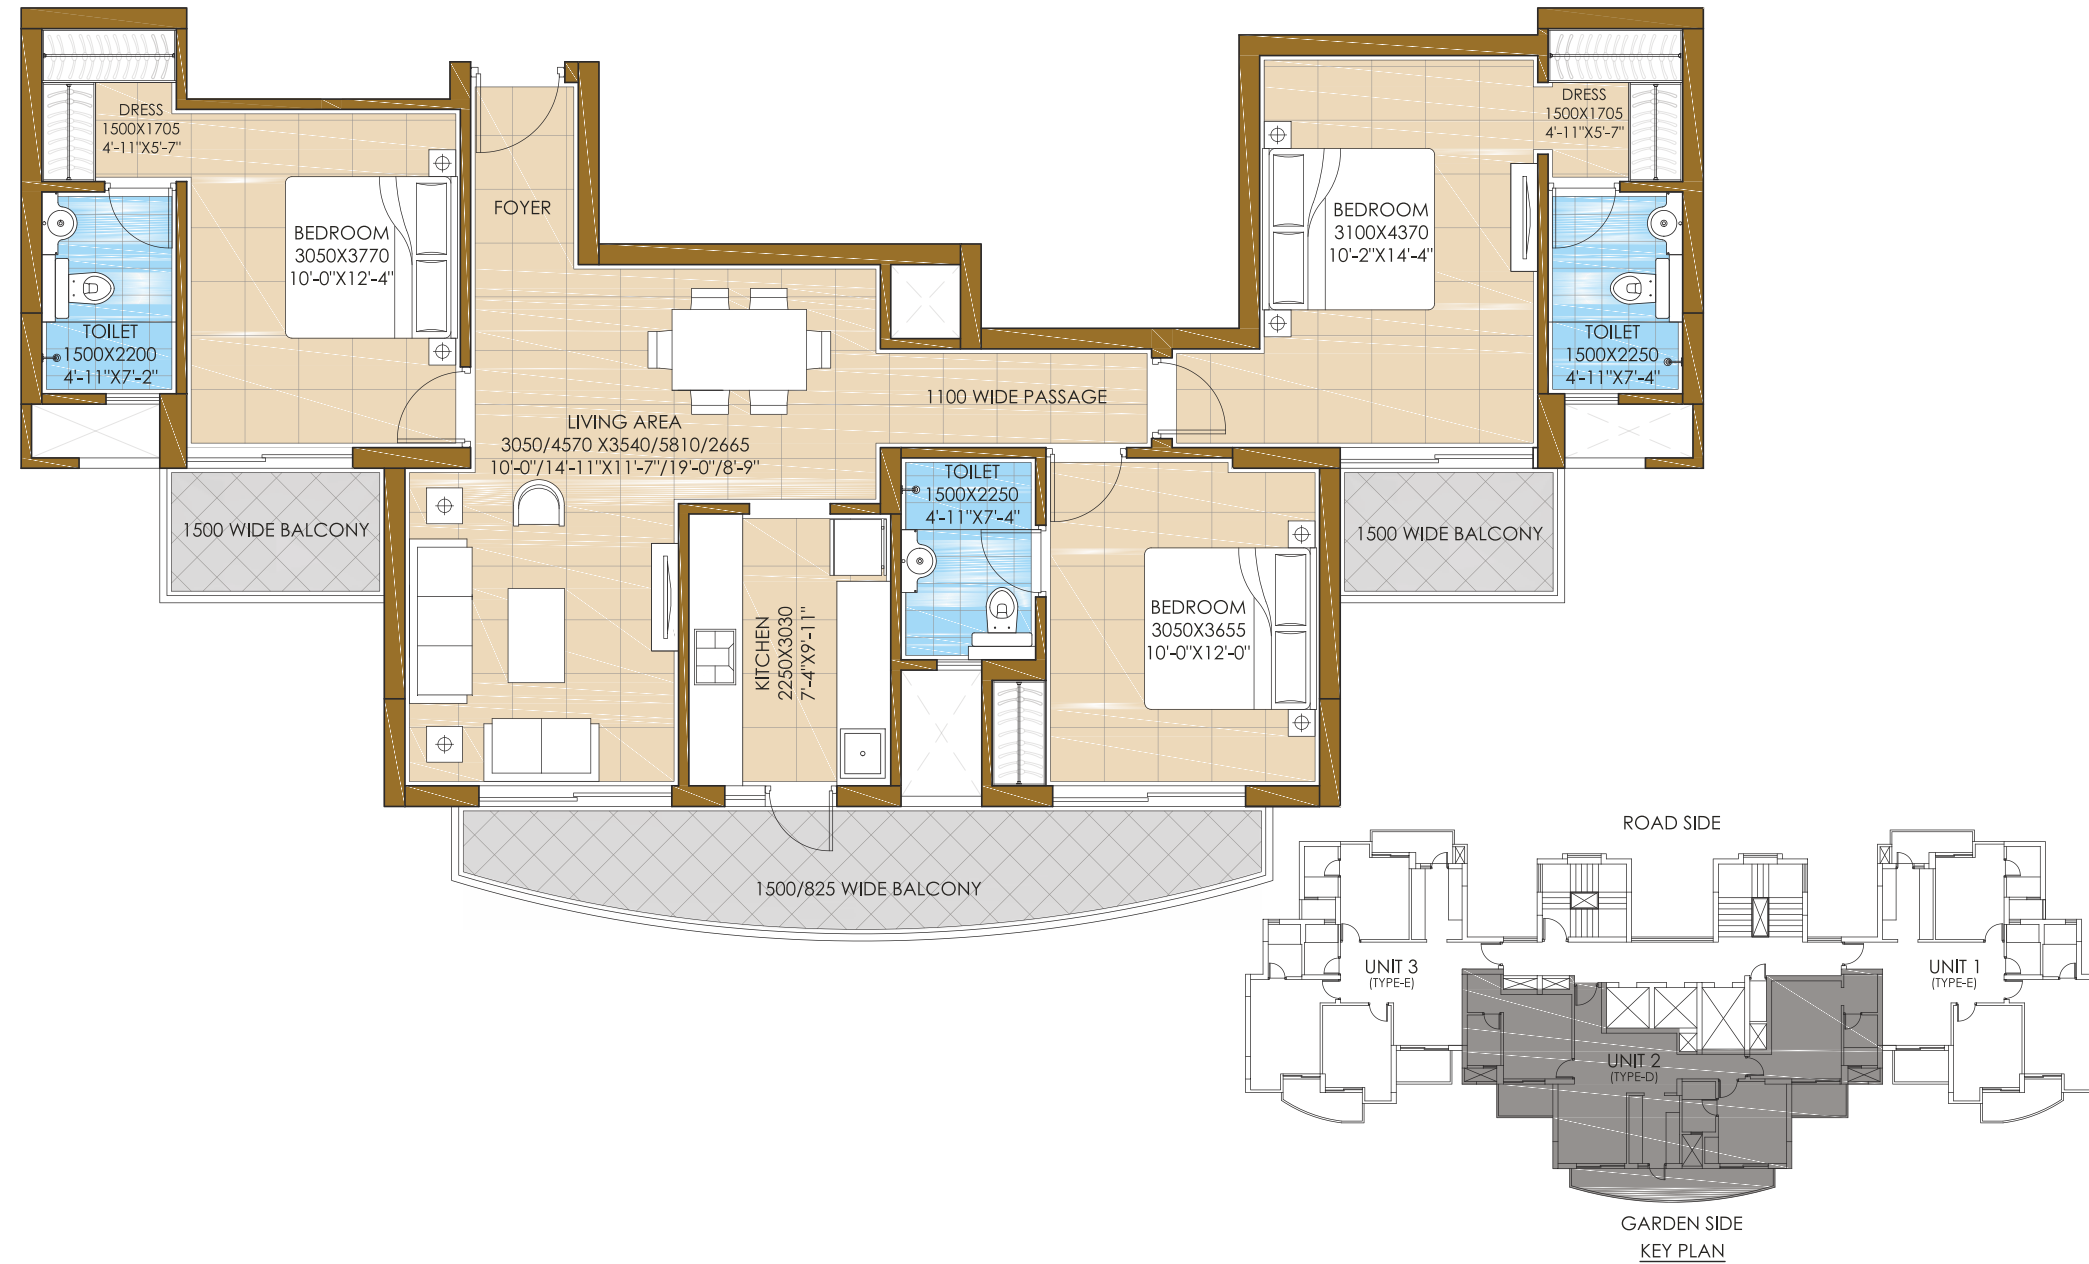 DRESS
1500X1705
4'-11"X5'-7"
BEDROOM
3050X3770
10'-0"X12'-4"
TOILET
1500X2200
4'-11"X7'-2"
FOYER
LIVING AREA
3050/4570 X3540/5810/2665
10'-0"/14'-11"X11'-7"/19'-0"/8'-9"
1100 WIDE PASSAGE
BEDROOM
3100X4370
10'-2"X14'-4"
DRESS
1500X1705
4'-11"X5'-7"
TOILET
1500X2250
4'-11"X7'-4"
1500 WIDE BALCONY
KITCHEN
2250X3030
7'-4"X9'-11"
TOILET
1500X2250
4'-11"X7'-4"
BEDROOM
3050X3655
10'-0"X12'-0"
1500 WIDE BALCONY
1500/825 WIDE BALCONY
ROAD SIDE
UNIT 3
(TYPE-E)
UNIT 1
(TYPE-E)
UNIT 2
(TYPE-D)
GARDEN SIDE
KEY PLAN